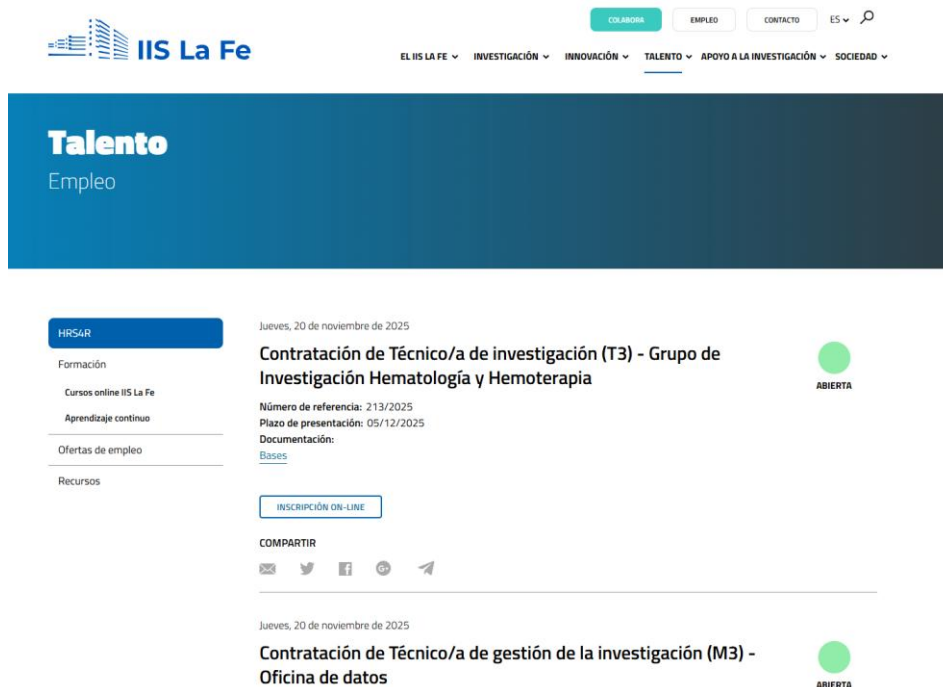 IIS La Fe
COLABORA
EMPLEO
CONTACTO
ES
EL IIS LA FE
INVESTIGACIÓN
INNOVACIÓN
TALENTO
APOYO A LA INVESTIGACIÓN
SOCIEDAD
Talento
Empleo
HRS4R
Formación
Cursos online IIS La Fe
Aprendizaje continuo
Ofertas de empleo
Recursos
Jueves, 20 de noviembre de 2025
Contratación de Técnico/a de investigación (T3) - Grupo de
Investigación Hematología y Hemoterapia
ABIERTA
Número de referencia: 213/2025
Plazo de presentación: 05/12/2025
Documentación:
Bases
INSCRIPCIÓN ON-LINE
COMPARTIR
Jueves, 20 de noviembre de 2025
Contratación de Técnico/a de gestión de la investigación (M3) -
Oficina de datos
ABIERTA